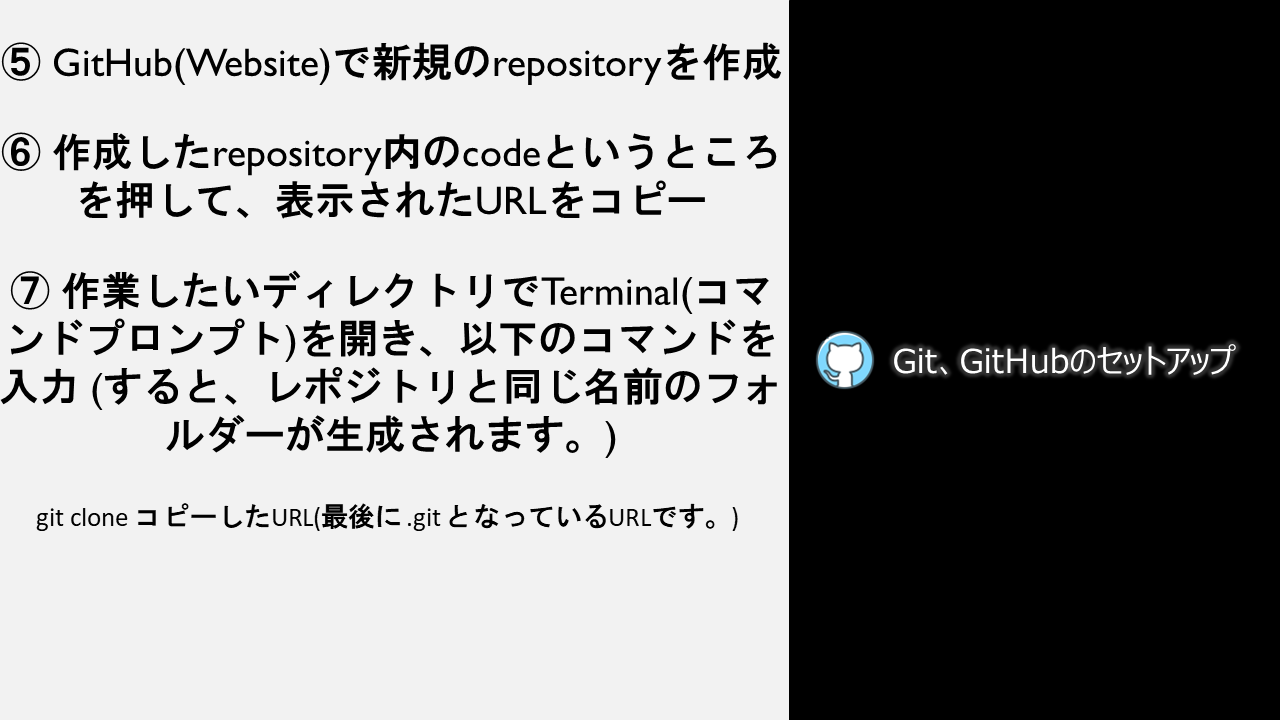 ⑤ GitHub(Website)で新規のrepositoryを作成
⑥ 作成したrepository内のcodeというところ
を押して、表示されたURLをコピー
⑦ 作業したいディレクトリでTerminal(コマ
ンドプロンプト)を開き、以下のコマンドを
入力 (すると、レポジトリと同じ名前のフォ
ルダーが生成されます。)
git clone コピーしたURL(最後に .git となっているURLです。)
Git、GitHubのセットアップ